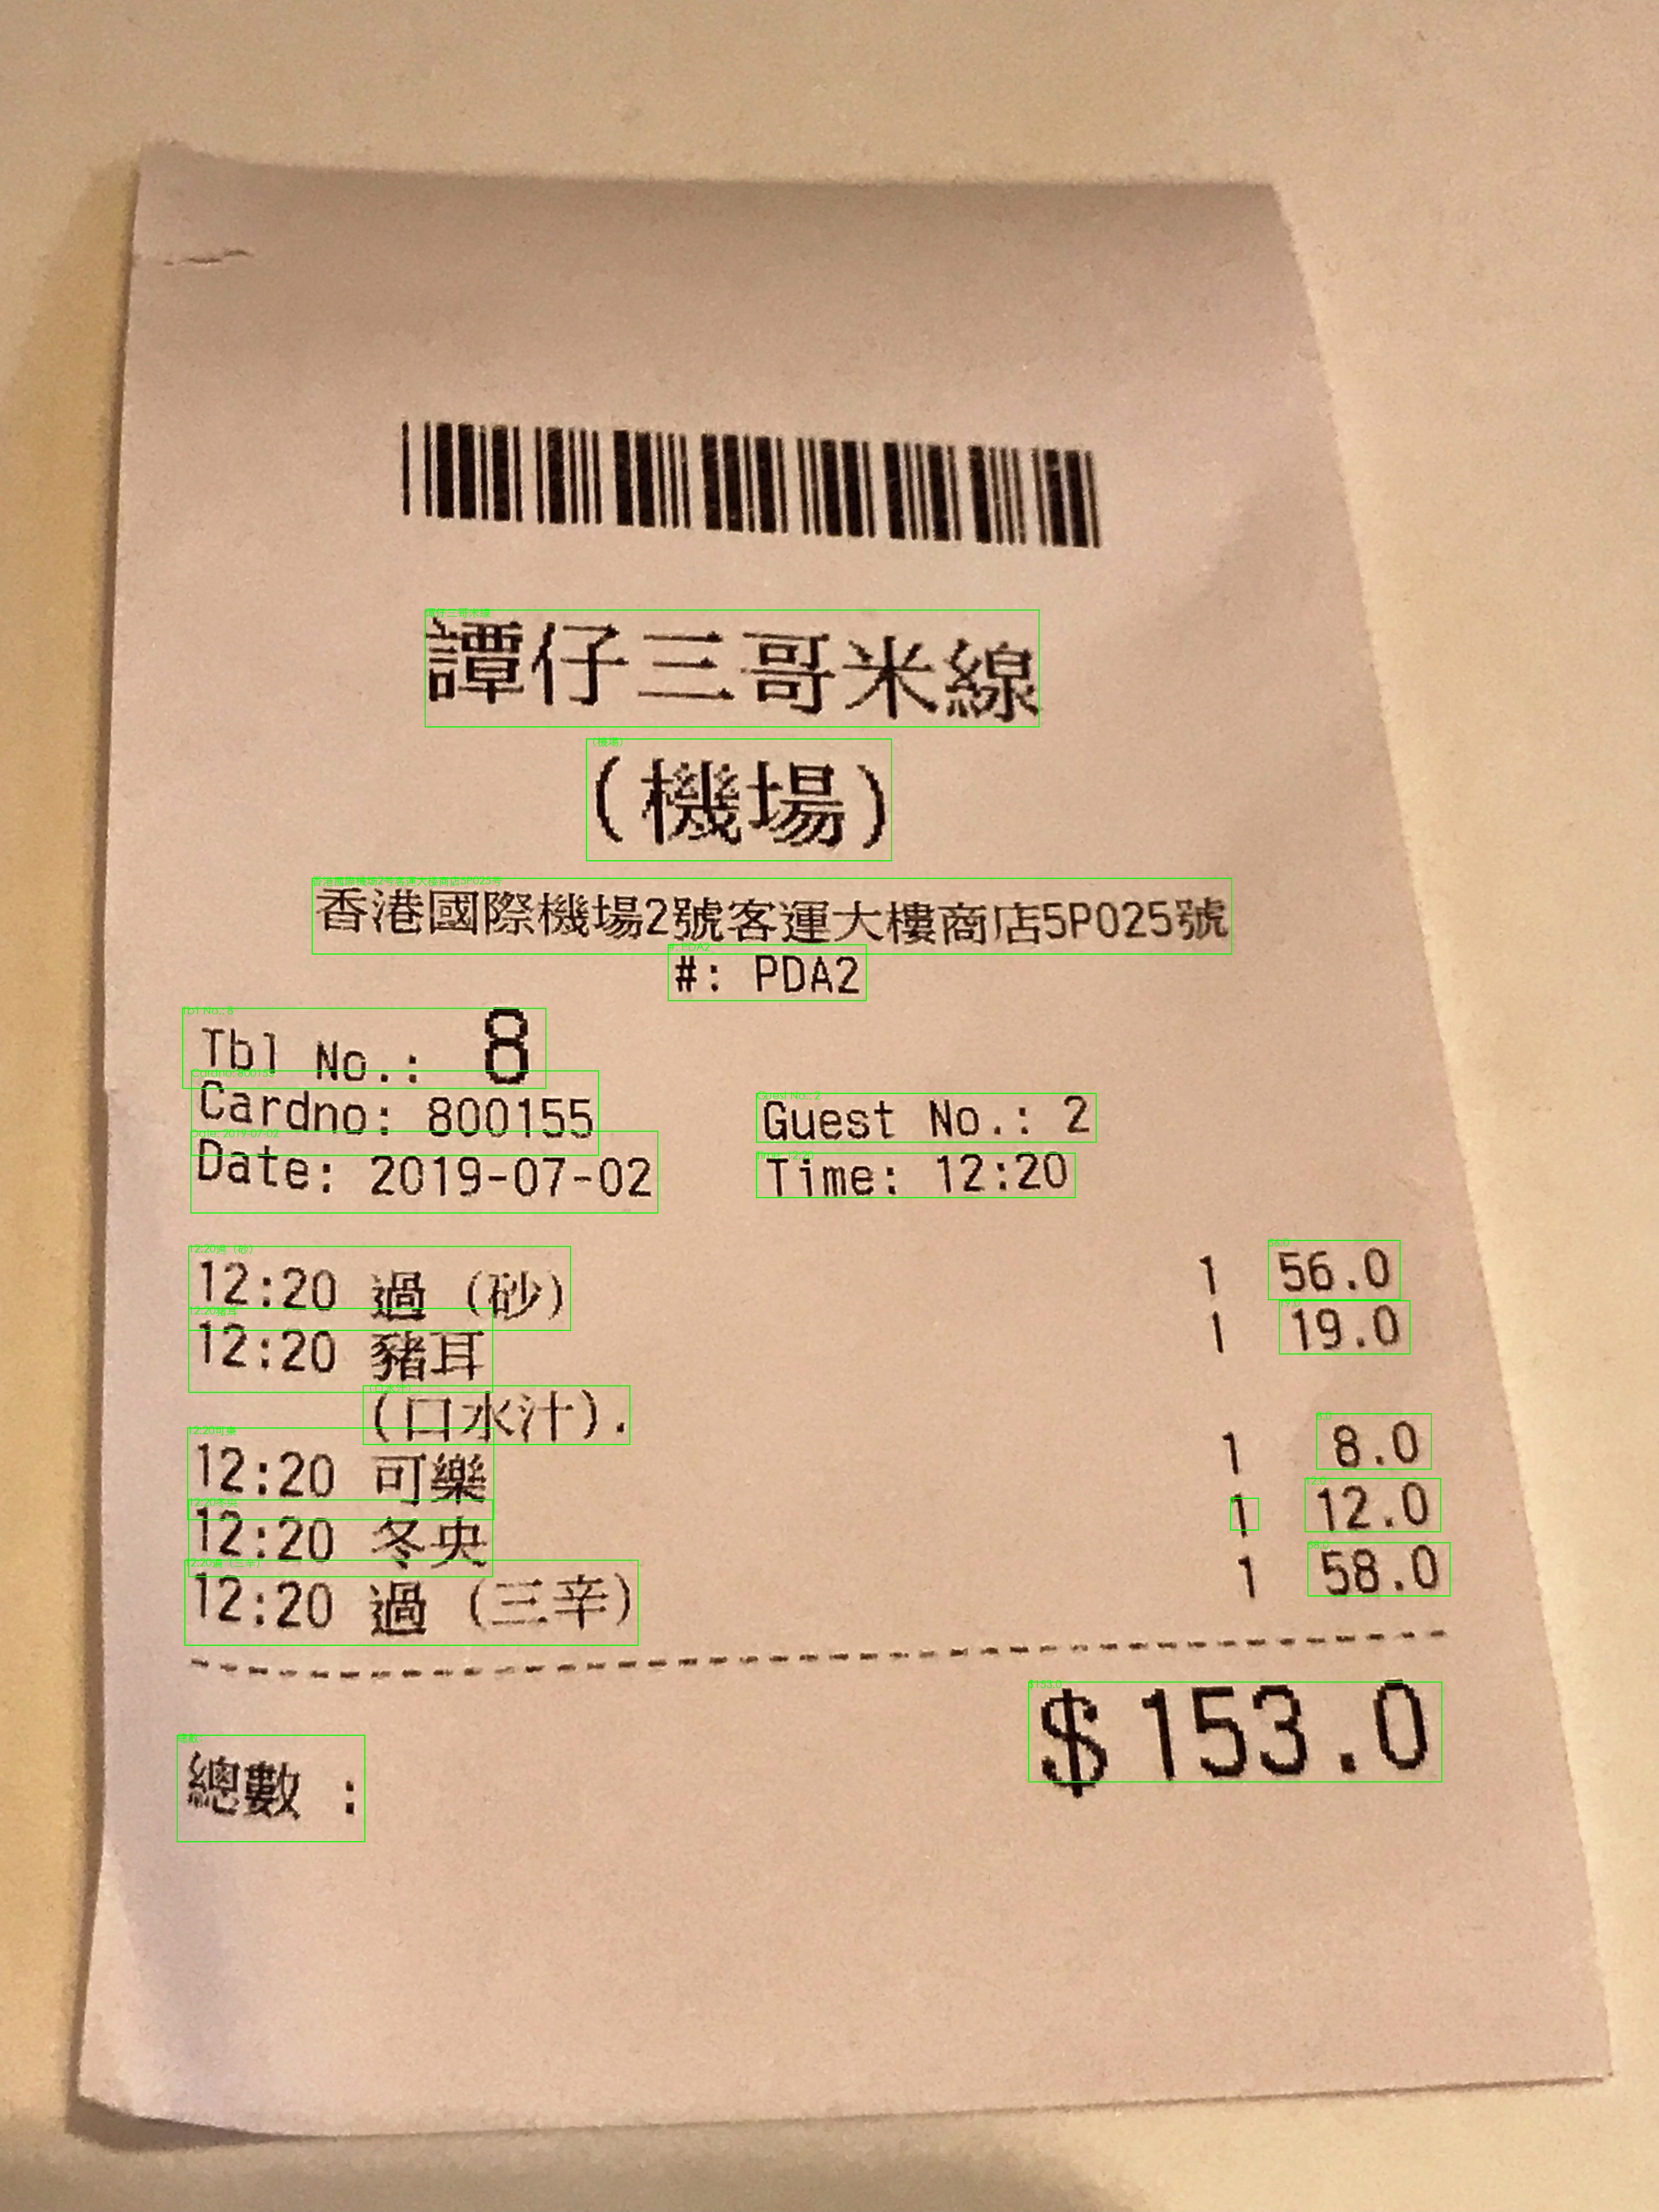 譚仔三哥米線
(機場)
香港國際機場2號客運大樓商店5P025號
#: PDA2
Tbl No.: 8
Cardno: 800155 Guest No.: 2
Date: 2019-07-02 Time: 12:20
12:20 過 (砂) 1 56.0
12:20 豬耳 1 19.0
(口水汁).
12:20 可樂 1 8.0
12:20 冬央 1 12.0
12:20 過 (三辛) 1 58.0
$153.0
總數 :